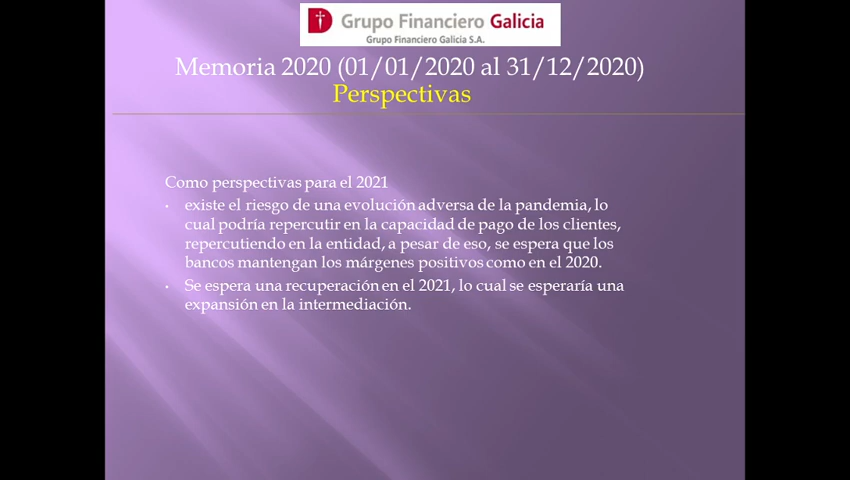 Grupo Financiero Galicia
Grupo Financiero Galicia S.A.
Memoria 2020 (01/01/2020 al 31/12/2020)
Perspectivas
Como perspectivas para el 2021
• existe el riesgo de una evolución adversa de la pandemia, lo
cual podría repercutir en la capacidad de pago de los clientes,
repercutiendo en la entidad, a pesar de eso, se espera que los
bancos mantengan los márgenes positivos como en el 2020.
• Se espera una recuperación en el 2021, lo cual se esperaría una
expansión en la intermediación.